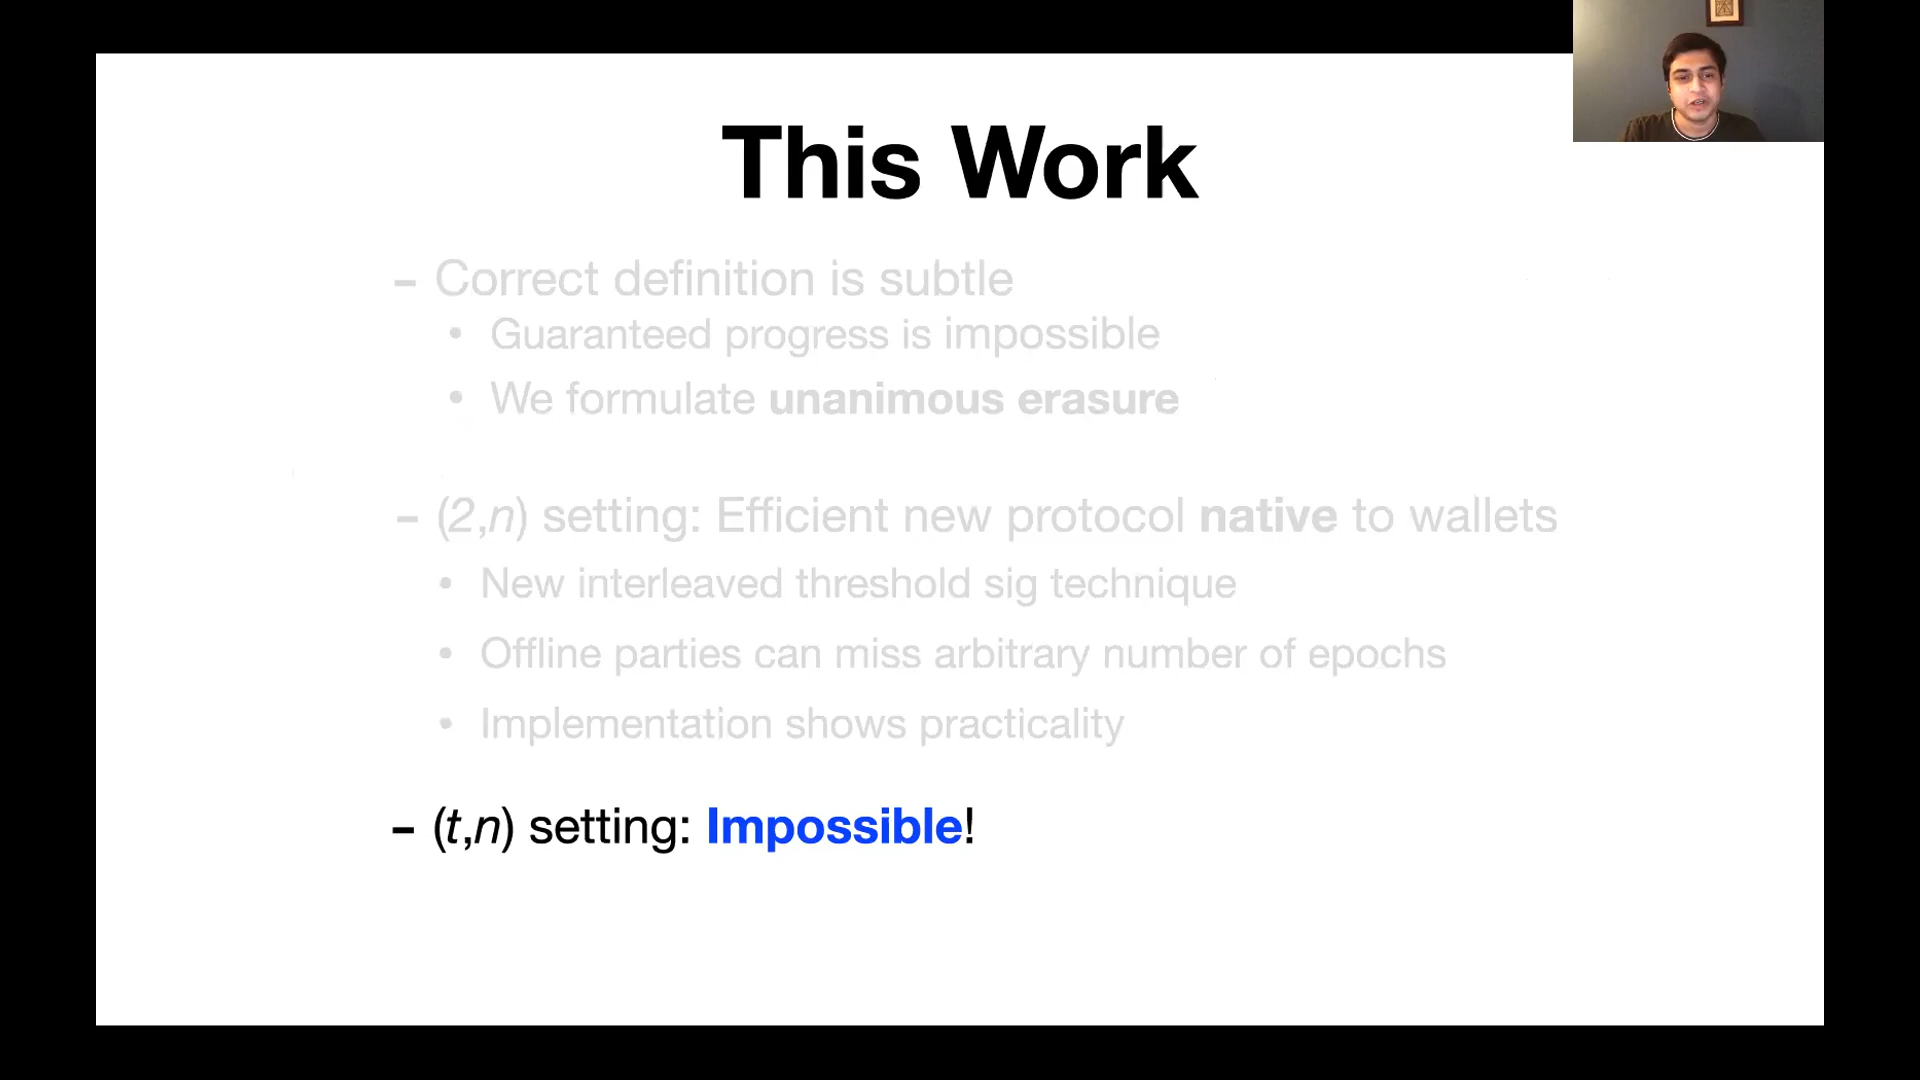 This Work
- Correct definition is subtle
• Guaranteed progress is impossible
• We formulate unanimous erasure
- (2,n) setting: Efficient new protocol native to wallets
• New interleaved threshold sig technique
• Offline parties can miss arbitrary number of epochs
• Implementation shows practicality
- (t,n) setting: Impossible!